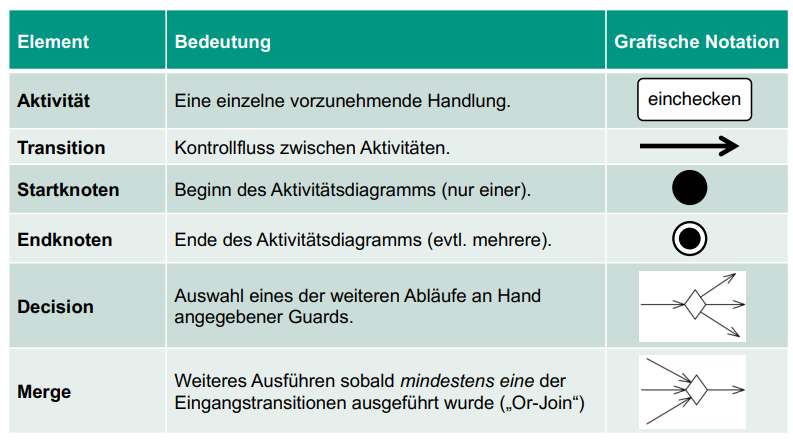 Element Bedeutung Grafische Notation
Aktivität Eine einzelne vorzunehmende Handlung. einchecken
Transition Kontrollfluss zwischen Aktivitäten.
Startknoten Beginn des Aktivitätsdiagramms (nur einer).
Endknoten Ende des Aktivitätsdiagramms (evtl. mehrere).
Decision Auswahl eines der weiteren Abläufe an Hand
angegebener Guards.
Merge Weiteres Ausführen sobald mindestens eine der
Eingangstransitionen ausgeführt wurde („Or-Join“)